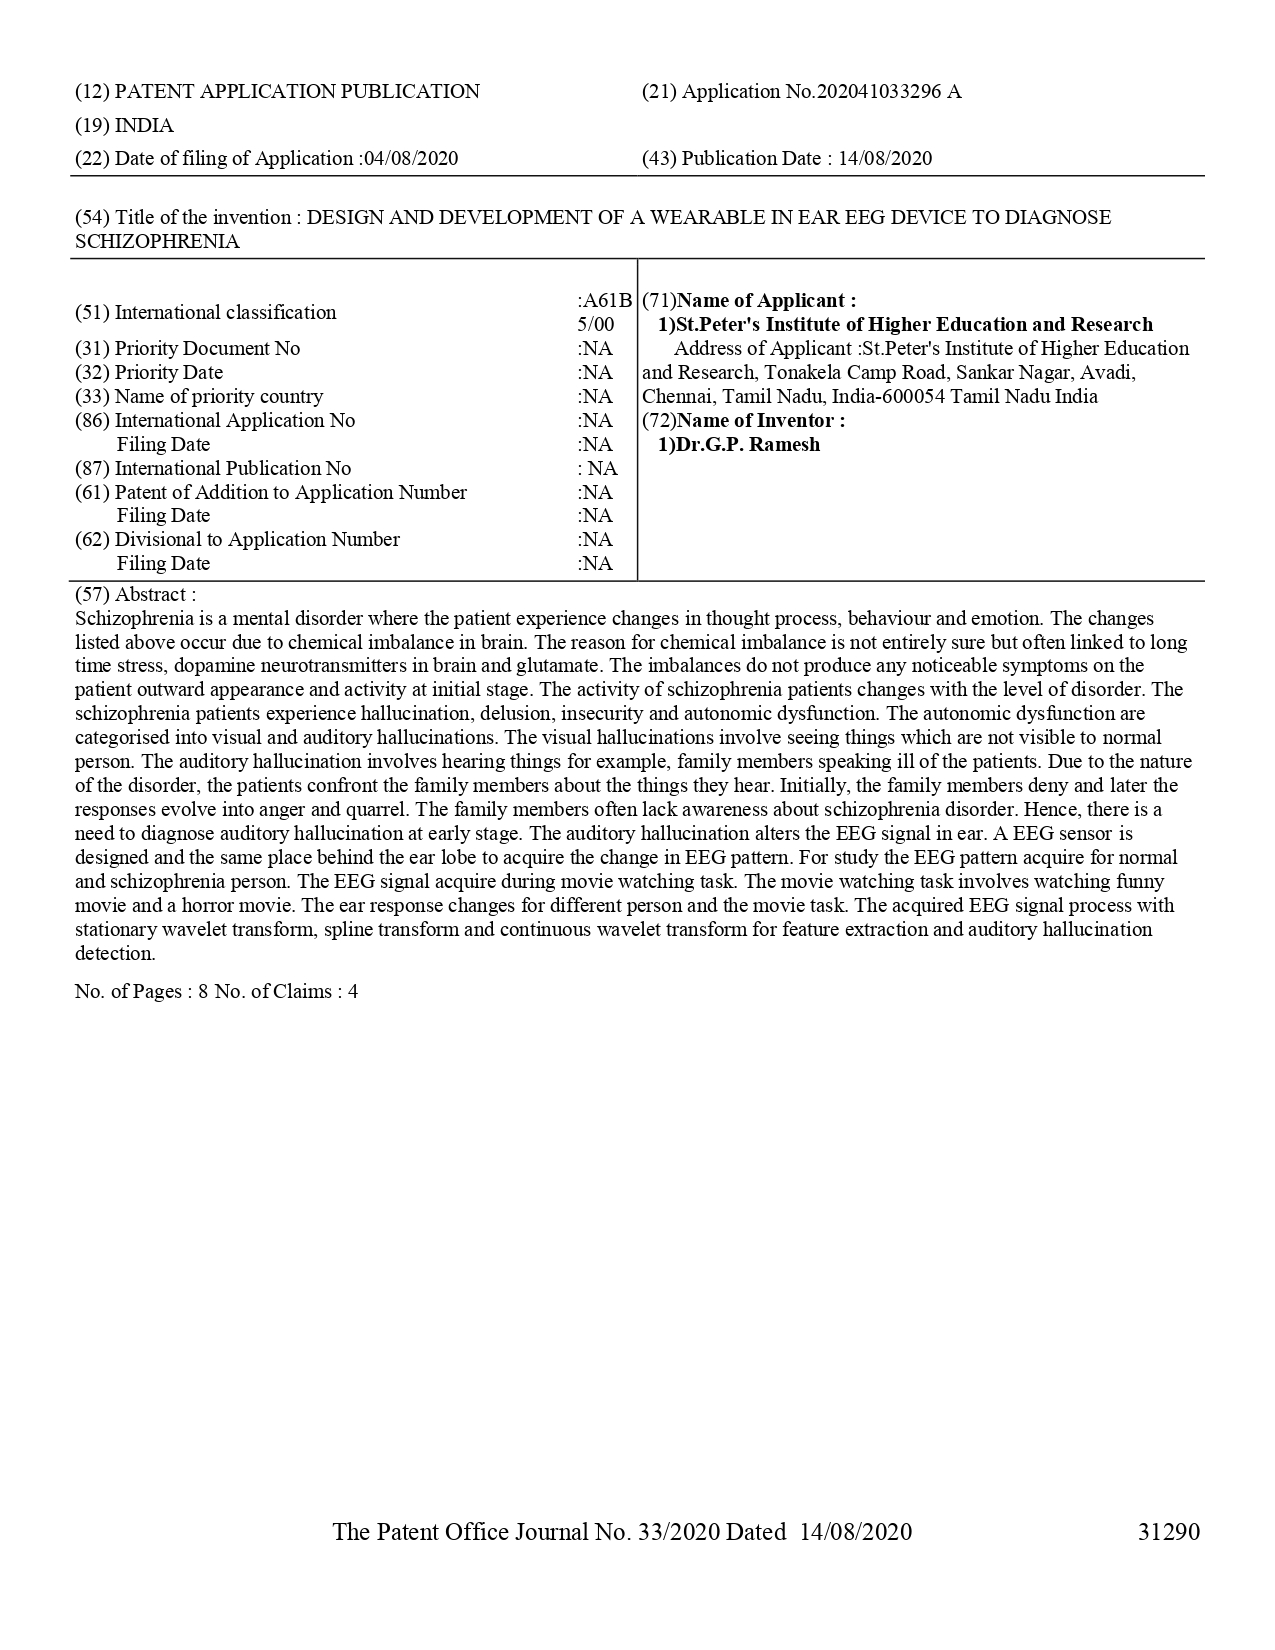 (12) PATENT APPLICATION PUBLICATION (21) Application No.202041033296 A
(19) INDIA
(22) Date of filing of Application :04/08/2020 (43) Publication Date : 14/08/2020
(54) Title of the invention : DESIGN AND DEVELOPMENT OF A WEARABLE IN EAR EEG DEVICE TO DIAGNOSE
SCHIZOPHRENIA
(51) International classification :A61B
5/00
(31) Priority Document No :NA
(32) Priority Date :NA
(33) Name of priority country :NA
(86) International Application No :NA
Filing Date :NA
(87) International Publication No : NA
(61) Patent of Addition to Application Number :NA
Filing Date :NA
(62) Divisional to Application Number :NA
Filing Date :NA
(71)Name of Applicant :
1)St.Peter's Institute of Higher Education and Research
Address of Applicant :St.Peter's Institute of Higher Education
and Research, Tonakela Camp Road, Sankar Nagar, Avadi,
Chennai, Tamil Nadu, India-600054 Tamil Nadu India
(72)Name of Inventor :
1)Dr.G.P. Ramesh
(57) Abstract :
Schizophrenia is a mental disorder where the patient experience changes in thought process, behaviour and emotion. The changes
listed above occur due to chemical imbalance in brain. The reason for chemical imbalance is not entirely sure but often linked to long
time stress, dopamine neurotransmitters in brain and glutamate. The imbalances do not produce any noticeable symptoms on the
patient outward appearance and activity at initial stage. The activity of schizophrenia patients changes with the level of disorder. The
schizophrenia patients experience hallucination, delusion, insecurity and autonomic dysfunction. The autonomic dysfunction are
categorised into visual and auditory hallucinations. The visual hallucinations involve seeing things which are not visible to normal
person. The auditory hallucination involves hearing things for example, family members speaking ill of the patients. Due to the nature
of the disorder, the patients confront the family members about the things they hear. Initially, the family members deny and later the
responses evolve into anger and quarrel. The family members often lack awareness about schizophrenia disorder. Hence, there is a
need to diagnose auditory hallucination at early stage. The auditory hallucination alters the EEG signal in ear. A EEG sensor is
designed and the same place behind the ear lobe to acquire the change in EEG pattern. For study the EEG pattern acquire for normal
and schizophrenia person. The EEG signal acquire during movie watching task. The movie watching task involves watching funny
movie and a horror movie. The ear response changes for different person and the movie task. The acquired EEG signal process with
stationary wavelet transform, spline transform and continuous wavelet transform for feature extraction and auditory hallucination
detection.
No. of Pages : 8 No. of Claims : 4
The Patent Office Journal No. 33/2020 Dated 14/08/2020 31290